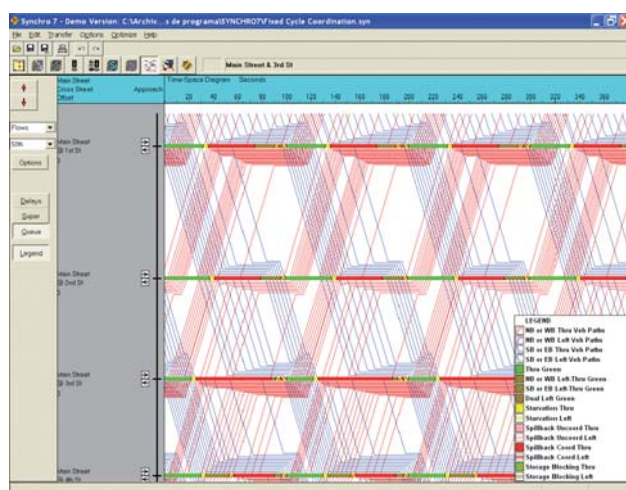 Synchro 7 - Demo Version: C:\Archiv...s de programa\SYNCHRO7\Fixed Cycle Coordination.syn
File Edit Transfer Options Optimize Help
Main Street & 3rd St
Main Street
Cross Street
Offset
Approach
Time-Space Diagram Seconds
20 40 60 80 100 120 140 160 180 200 220 240 260 280 300 320 340 360
Flows
50th
Options
Delays
Super
Queue
Legend
Main Street
@ 1st St
0
Main Street
@ 2nd St
0
Main Street
@ 3rd St
0
Main Street
LEGEND
NB or WB Thru Veh Paths
NB or WB Left Veh Paths
SB or EB Thru Veh Paths
SB or EB Left Veh Paths
Thru Green
NB or WB Left-Thru Green
SB or EB Left-Thru Green
Dual Left Green
Starvation Thru
Starvation Left
Spillback Uncoord Thru
Spillback Uncoord Left
Spillback Coord Thru
Spillback Coord Left
Storage Blocking Thru
Storage Blocking Left